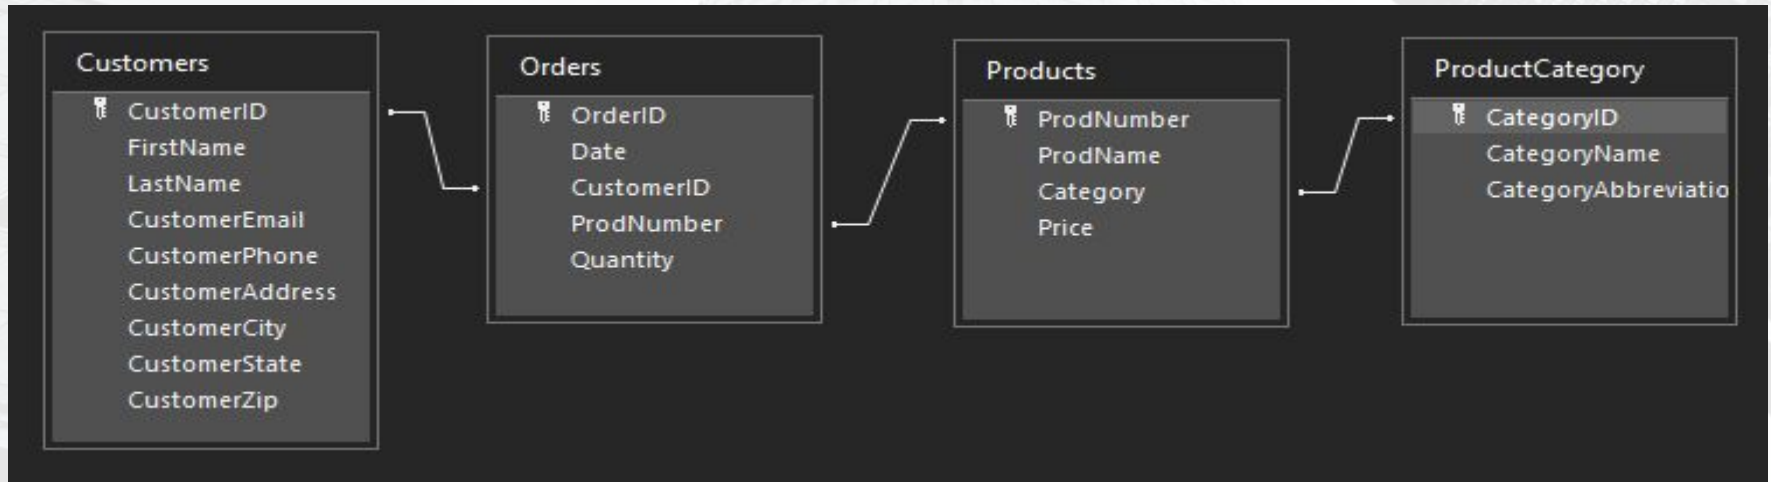 Customers
CustomerID
FirstName
LastName
CustomerEmail
CustomerPhone
CustomerAddress
CustomerCity
CustomerState
CustomerZip
Orders
OrderID
Date
CustomerID
ProdNumber
Quantity
Products
ProdNumber
ProdName
Category
Price
ProductCategory
CategoryID
CategoryName
CategoryAbbreviatio